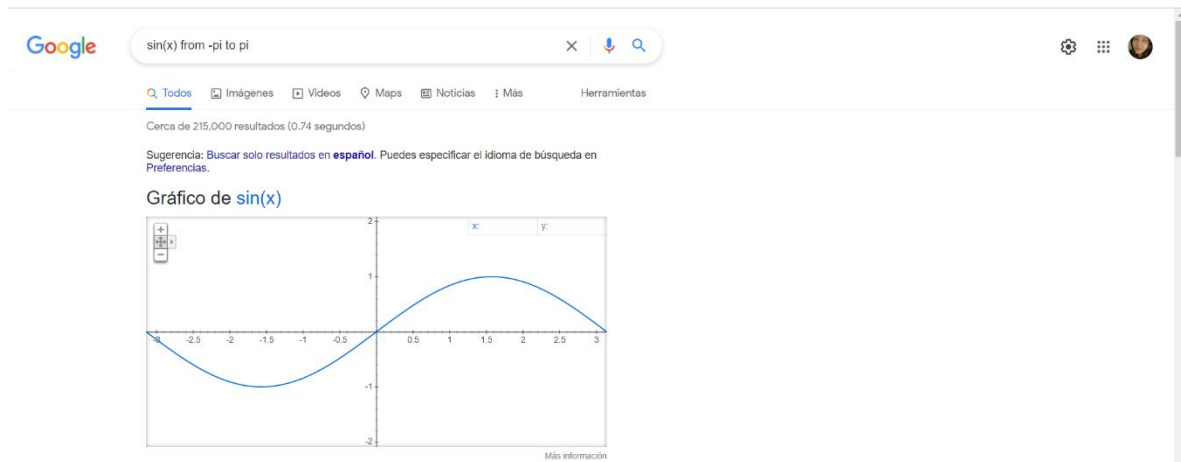 Google
sin(x) from -pi to pi
Todos Imágenes Videos Maps Noticias Más Herramientas
Cerca de 215,000 resultados (0.74 segundos)
Sugerencia: Buscar solo resultados en español. Puedes especificar el idioma de búsqueda en
Preferencias.
Gráfico de sin(x)
x: y:
2
1
-3 -2.5 -2 -1.5 -1 -0.5 0.5 1 1.5 2 2.5 3
-1
-2
Más información